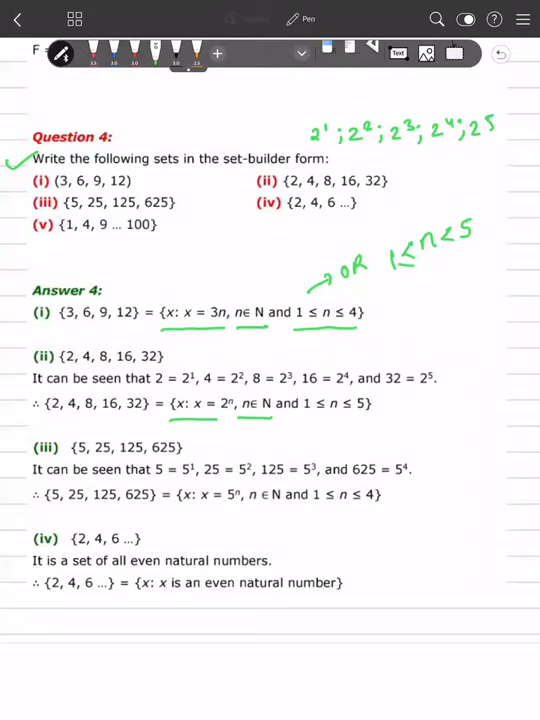 Pen
F =
Text
2¹ ; 2² ; 2³ ; 2⁴ ; 2⁵
Question 4:
Write the following sets in the set-builder form:
(i) (3, 6, 9, 12) (ii) {2, 4, 8, 16, 32}
(iii) {5, 25, 125, 625} (iv) {2, 4, 6 …}
(v) {1, 4, 9 … 100}
→ OR 1 ≤ n < 5
Answer 4:
(i) {3, 6, 9, 12} = {x: x = 3n, n∈ N and 1 ≤ n ≤ 4}
(ii) {2, 4, 8, 16, 32}
It can be seen that 2 = 2¹, 4 = 2², 8 = 2³, 16 = 2⁴, and 32 = 2⁵.
∴ {2, 4, 8, 16, 32} = {x: x = 2ⁿ, n∈ N and 1 ≤ n ≤ 5}
(iii) {5, 25, 125, 625}
It can be seen that 5 = 5¹, 25 = 5², 125 = 5³, and 625 = 5⁴.
∴ {5, 25, 125, 625} = {x: x = 5ⁿ, n ∈N and 1 ≤ n ≤ 4}
(iv) {2, 4, 6 …}
It is a set of all even natural numbers.
∴ {2, 4, 6 …} = {x: x is an even natural number}